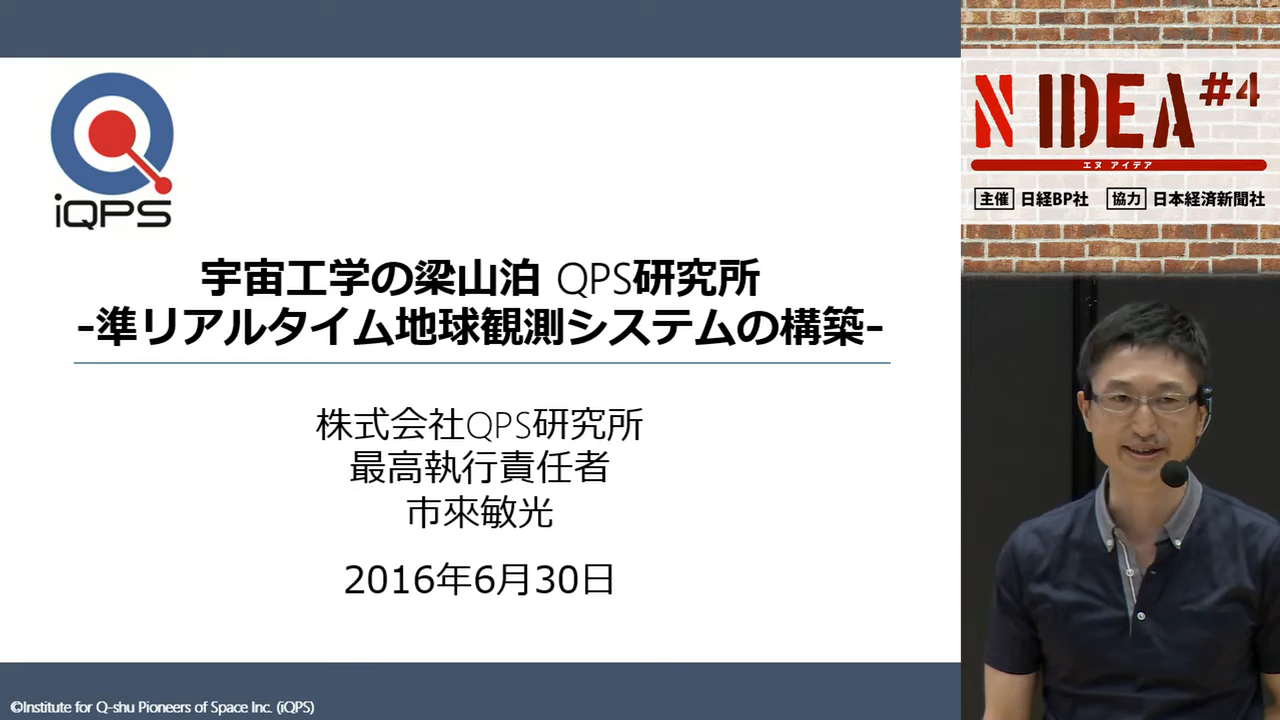 iQPS
宇宙工学の梁山泊 QPS研究所
-準リアルタイム地球観測システムの構築-
株式会社QPS研究所
最高執行責任者
市來敏光
2016年6月30日
©Institute for Q-shu Pioneers of Space Inc. (iQPS)
N IDEA #4
エヌ アイデア
主催 日経BP社 協力 日本経済新聞社